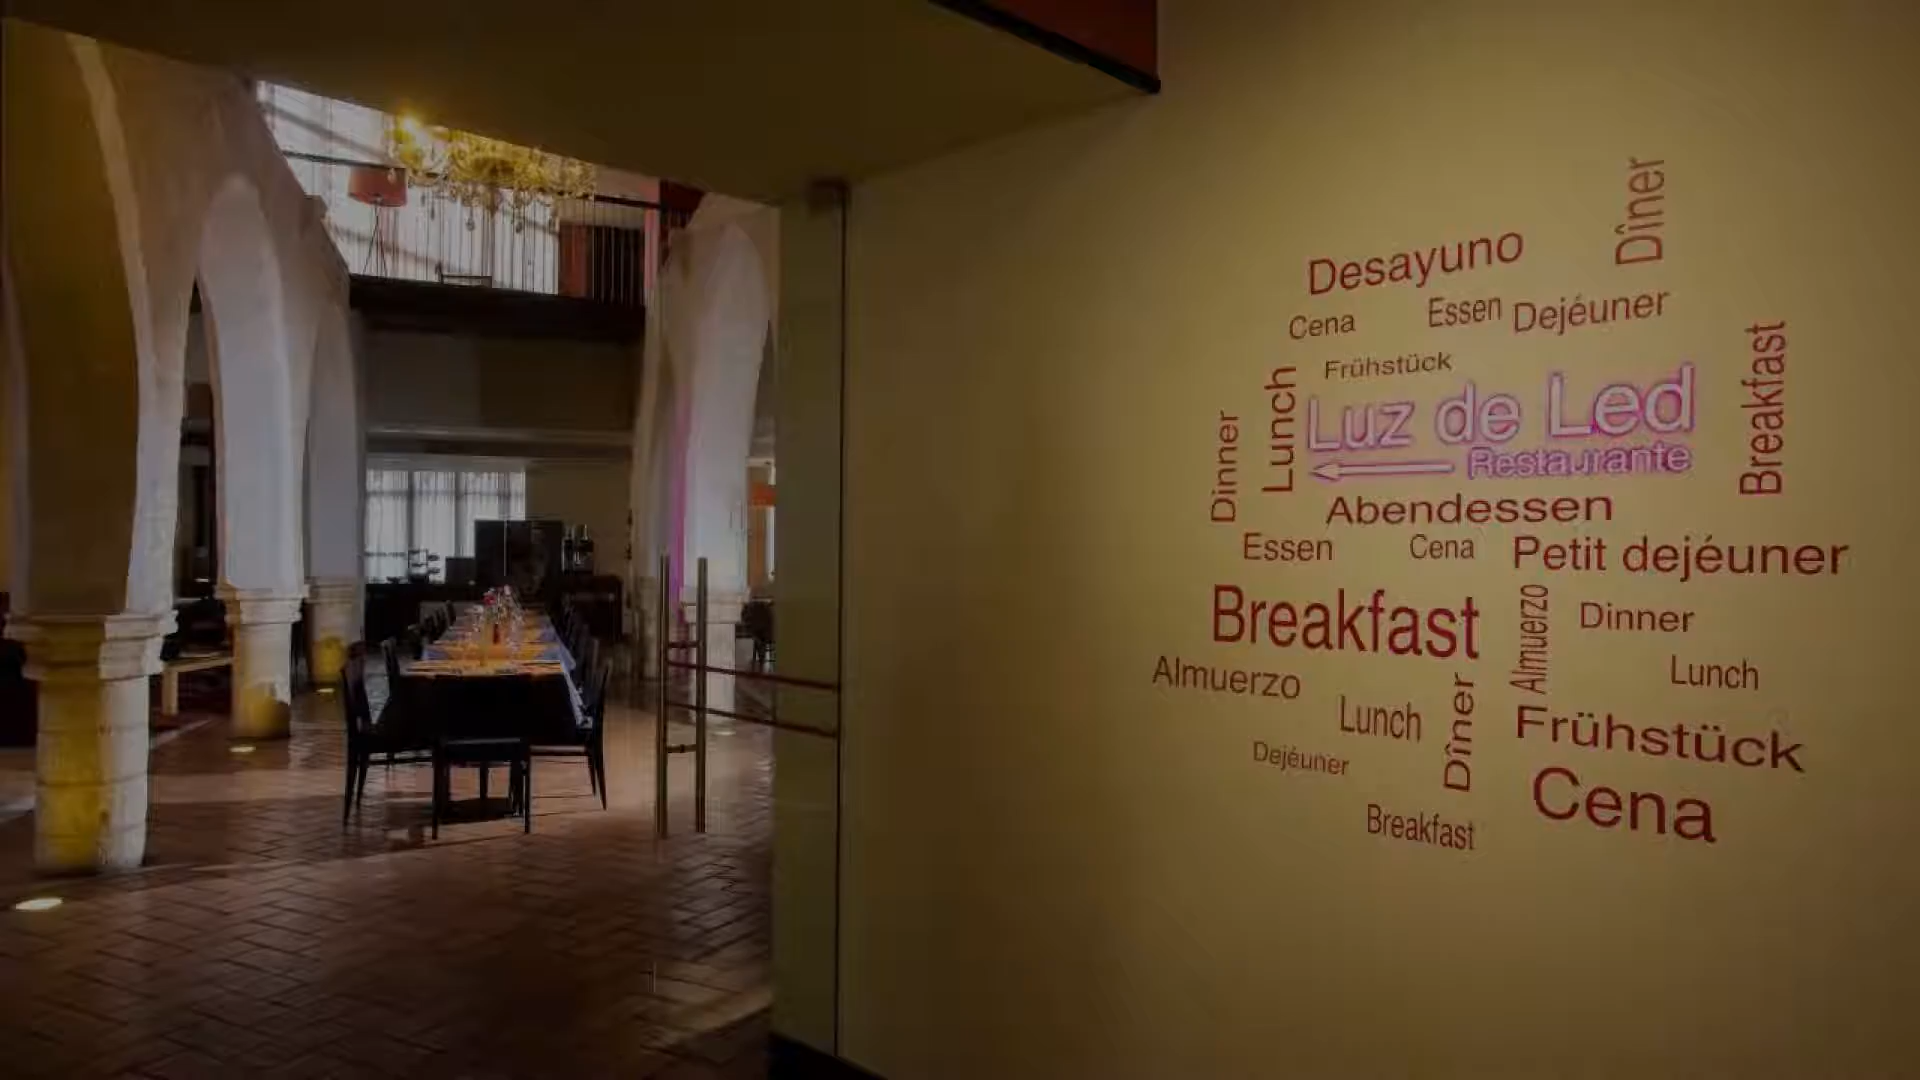 Dîner
Desayuno
Cena
Essen
Dejéuner
Frühstück
Breakfast
Lunch
Dinner
Luz de Led
Restaurante
Abendessen
Essen
Cena
Petit dejéuner
Breakfast
Almuerzo
Dinner
Almuerzo
Lunch
Lunch
Dîner
Frühstück
Dejéuner
Cena
Breakfast